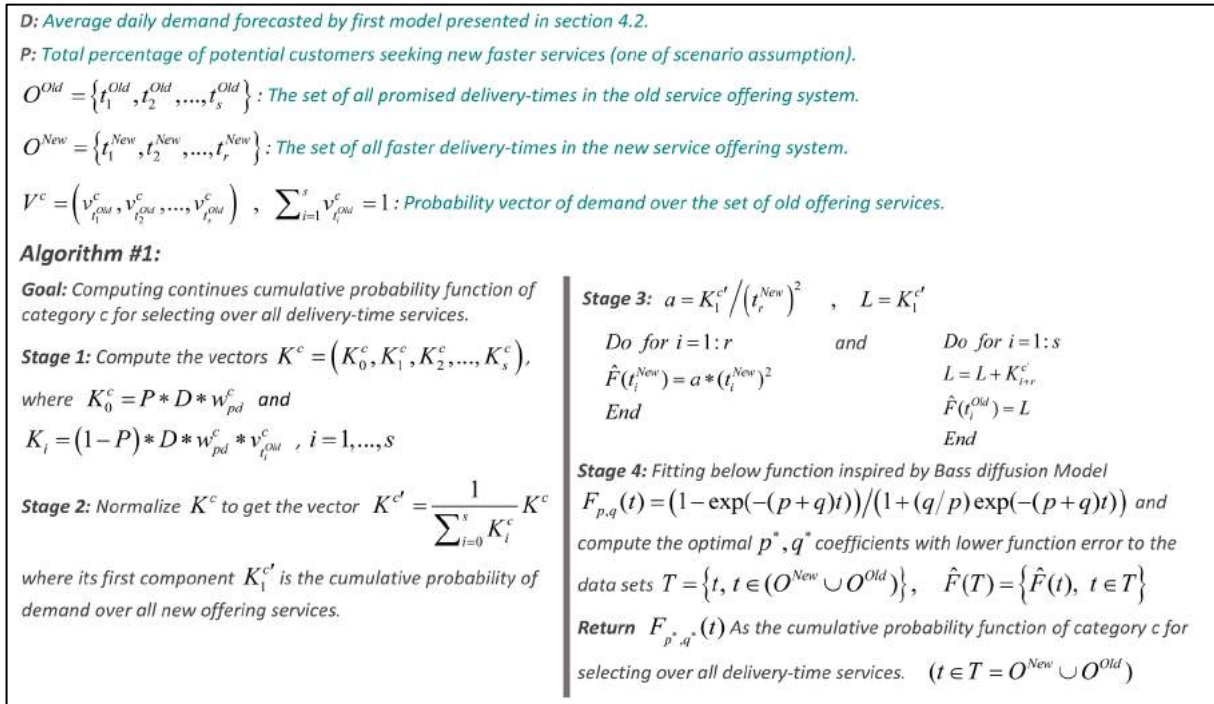 D: Average daily demand forecasted by first model presented in section 4.2.
P: Total percentage of potential customers seeking new faster services (one of scenario assumption).
O^{Old} = {t_1^{Old}, t_2^{Old}, ..., t_s^{Old}} : The set of all promised delivery-times in the old service offering system.
O^{New} = {t_1^{New}, t_2^{New}, ..., t_r^{New}} : The set of all faster delivery-times in the new service offering system.
V^c = (v^c_{t_1^{Old}}, v^c_{t_2^{Old}}, ..., v^c_{t_s^{Old}}) , ∑_{i=1}^s v^c_{t_i^{Old}} = 1 : Probability vector of demand over the set of old offering services.
Algorithm #1:
Goal: Computing continues cumulative probability function of
category c for selecting over all delivery-time services.
Stage 1: Compute the vectors K^c = (K_0^c, K_1^c, K_2^c, ..., K_s^c),
where K_0^c = P * D * w_{pd}^c and
K_i = (1 − P) * D * w_{pd}^c * v^c_{t_i^{Old}} , i = 1, ..., s
Stage 2: Normalize K^c to get the vector K^{c'} = \frac{1}{∑_{i=0}^s K_i^c} K^c
where its first component K_1^{c'} is the cumulative probability of
demand over all new offering services.
Stage 3: a = K_1^{c'} / (t_r^{New})^2 , L = K_1^{c'}
Do for i = 1 : r and Do for i = 1 : s
\hat{F}(t_i^{New}) = a * (t_i^{New})^2 L = L + K_{i+r}^{c'}
End \hat{F}(t_i^{Old}) = L
End
Stage 4: Fitting below function inspired by Bass diffusion Model
F_{p,q}(t) = (1 − exp(−(p + q)t)) / (1 + (q / p) exp(−(p + q)t)) and
compute the optimal p^*, q^* coefficients with lower function error to the
data sets T = {t, t ∈ (O^{New} ∪ O^{Old})}, \hat{F}(T) = {\hat{F}(t), t ∈ T}
Return F_{p^*,q^*}(t) As the cumulative probability function of category c for
selecting over all delivery-time services. (t ∈ T = O^{New} ∪ O^{Old})